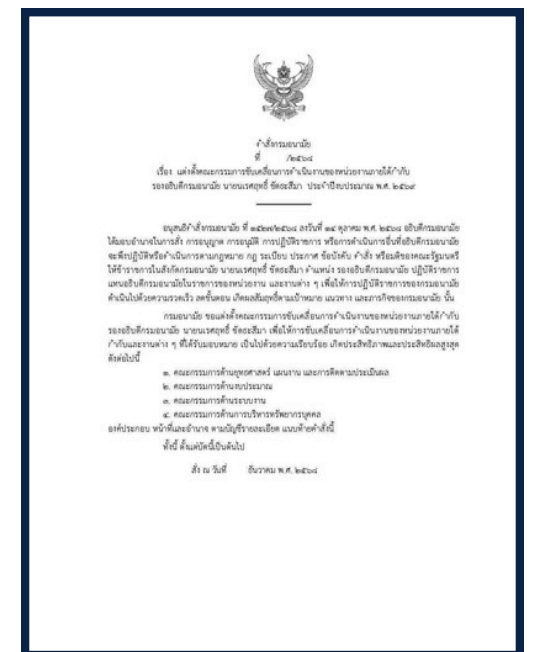 คำสั่งกรมอนามัย
ที่ /๒๕๖๘
เรื่อง แต่งตั้งคณะกรรมการขับเคลื่อนการดำเนินงานของหน่วยงานภายใต้กำกับ
รองอธิบดีกรมอนามัย นายนเรศฤทธิ์ ขัดธะสีมา ประจำปีงบประมาณ พ.ศ. ๒๕๖๙
อนุสนธิคำสั่งกรมอนามัย ที่ ๑๕๒๗/๒๕๖๘ ลงวันที่ ๑๔ ตุลาคม พ.ศ. ๒๕๖๘ อธิบดีกรมอนามัย
ได้มอบอำนาจในการสั่ง การอนุญาต การอนุมัติ การปฏิบัติราชการ หรือการดำเนินการอื่นที่อธิบดีกรมอนามัย
จะพึงปฏิบัติหรือดำเนินการตามกฎหมาย กฎ ระเบียบ ประกาศ ข้อบังคับ คำสั่ง หรือมติของคณะรัฐมนตรี
ให้ข้าราชการในสังกัดกรมอนามัย นายนเรศฤทธิ์ ขัดธะสีมา ตำแหน่ง รองอธิบดีกรมอนามัย ปฏิบัติราชการ
แทนอธิบดีกรมอนามัยในราชการของหน่วยงาน และงานต่าง ๆ เพื่อให้การปฏิบัติราชการของกรมอนามัย
ดำเนินไปด้วยความรวดเร็ว ลดขั้นตอน เกิดผลสัมฤทธิ์ตามเป้าหมาย แนวทาง และภารกิจของกรมอนามัย นั้น
กรมอนามัย ขอแต่งตั้งคณะกรรมการขับเคลื่อนการดำเนินงานของหน่วยงานภายใต้กำกับ
รองอธิบดีกรมอนามัย นายนเรศฤทธิ์ ขัดธะสีมา เพื่อให้การขับเคลื่อนการดำเนินงานของหน่วยงานภายใต้
กำกับและงานต่าง ๆ ที่ได้รับมอบหมาย เป็นไปด้วยความเรียบร้อย เกิดประสิทธิภาพและประสิทธิผลสูงสุด
ดังต่อไปนี้
๑. คณะกรรมการด้านยุทธศาสตร์ แผนงาน และการติดตามประเมินผล
๒. คณะกรรมการด้านงบประมาณ
๓. คณะกรรมการด้านระบบงาน
๔. คณะกรรมการด้านการบริหารทรัพยากรบุคคล
องค์ประกอบ หน้าที่และอำนาจ ตามบัญชีรายละเอียด แนบท้ายคำสั่งนี้
ทั้งนี้ ตั้งแต่บัดนี้เป็นต้นไป
สั่ง ณ วันที่ ธันวาคม พ.ศ. ๒๕๖๘